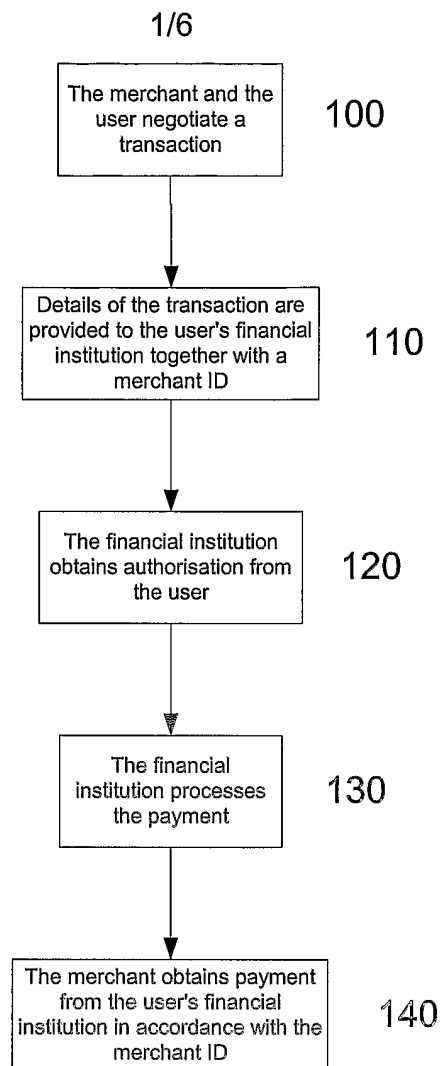 1/6
The merchant and the
user negotiate a
transaction
100
Details of the transaction are
provided to the user's financial
institution together with a
merchant ID
110
The financial institution
obtains authorisation from
the user
120
The financial
institution processes
the payment
130
The merchant obtains payment
from the user's financial
institution in accordance with the
merchant ID
140